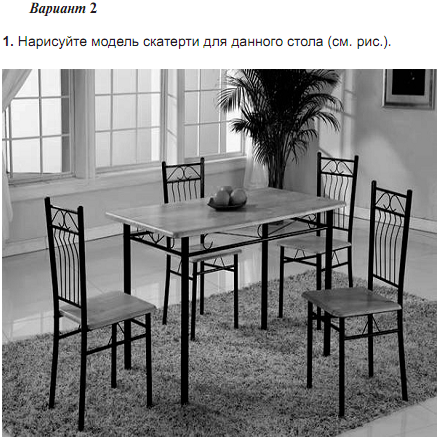 Вариант 2
1. Нарисуйте модель скатерти для данного стола (см. рис.).